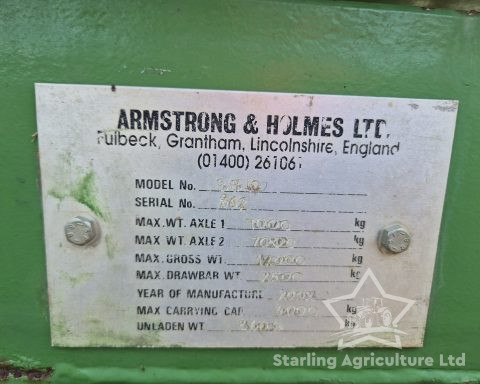 ARMSTRONG & HOLMES LTD.
Fulbeck, Grantham, Lincolnshire, England
(01400) 261061
MODEL No.
SERIAL No.
MAX. WT. AXLE 1 kg
MAX. WT. AXLE 2 kg
MAX. GROSS WT kg
MAX. DRAWBAR WT kg
YEAR OF MANUFACTURE
MAX CARRYING CAP kg
UNLADEN WT kg
Starling Agriculture Ltd